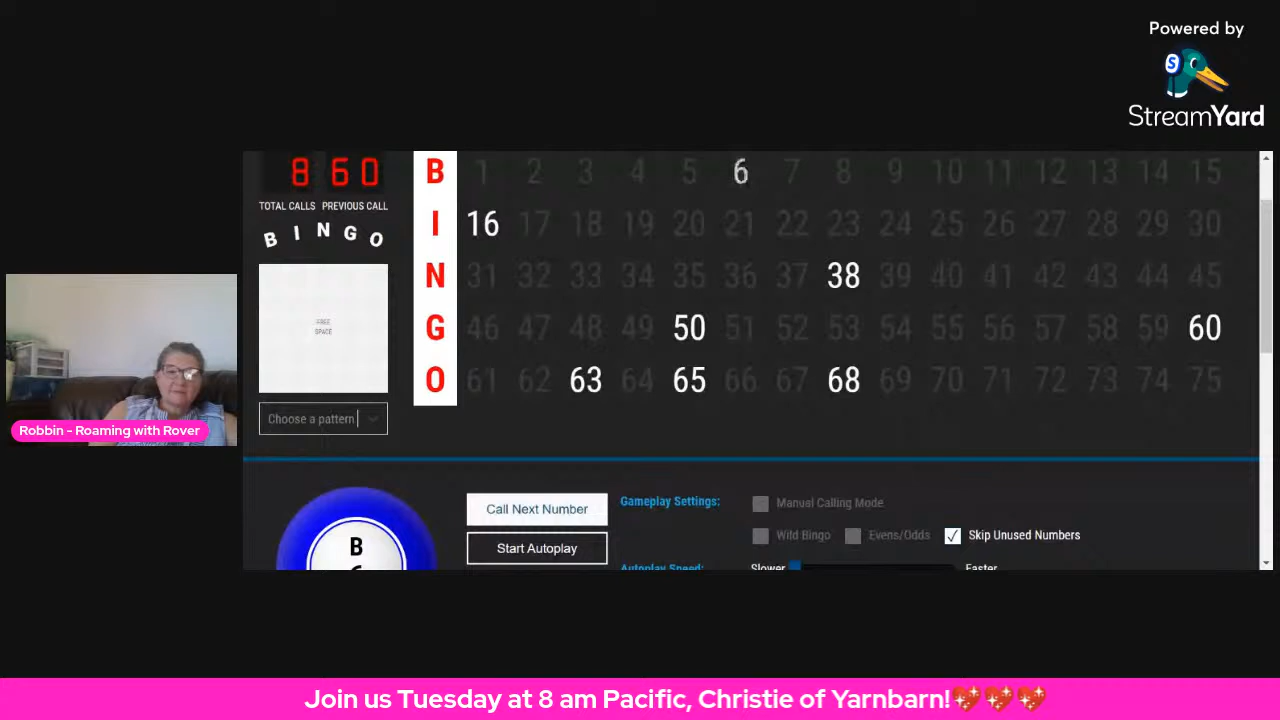 Powered by
StreamYard
8 60
TOTAL CALLS PREVIOUS CALL
BINGO
FREE
SPACE
Choose a pattern
B 1 2 3 4 5 6 7 8 9 10 11 12 13 14 15
I 16 17 18 19 20 21 22 23 24 25 26 27 28 29 30
N 31 32 33 34 35 36 37 38 39 40 41 42 43 44 45
G 46 47 48 49 50 51 52 53 54 55 56 57 58 59 60
O 61 62 63 64 65 66 67 68 69 70 71 72 73 74 75
Robbin - Roaming with Rover
B
Call Next Number
Start Autoplay
Gameplay Settings:
Manual Calling Mode
Wild Bingo Evens/Odds Skip Unused Numbers
Autoplay Speed: Slower Faster
Join us Tuesday at 8 am Pacific, Christie of Yarnbarn!💖💖💖